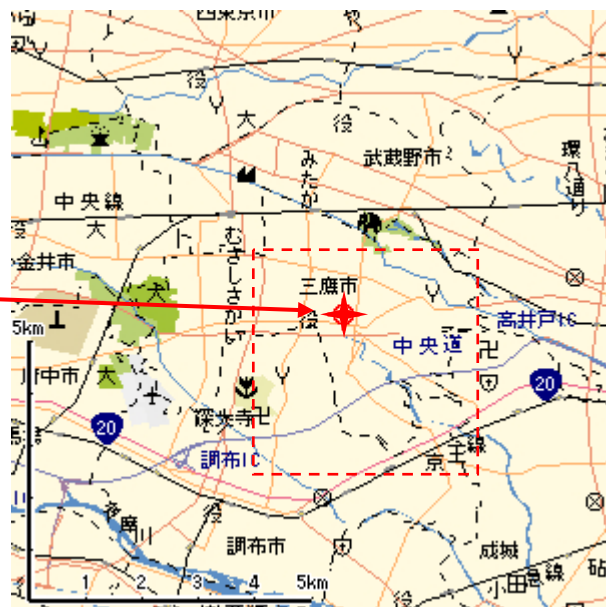 西東京市
役
大
役
武蔵野市
環八通り
みたか
中央線
役
大
小金井市
むさしさかい
三鷹市
大
5km
役
中央道
高井戸IC
府中市
大
20
深大寺
20
調布IC
京王線
役
多摩川
調布市
成城
砧
小田急線
1
2
3
4
5km